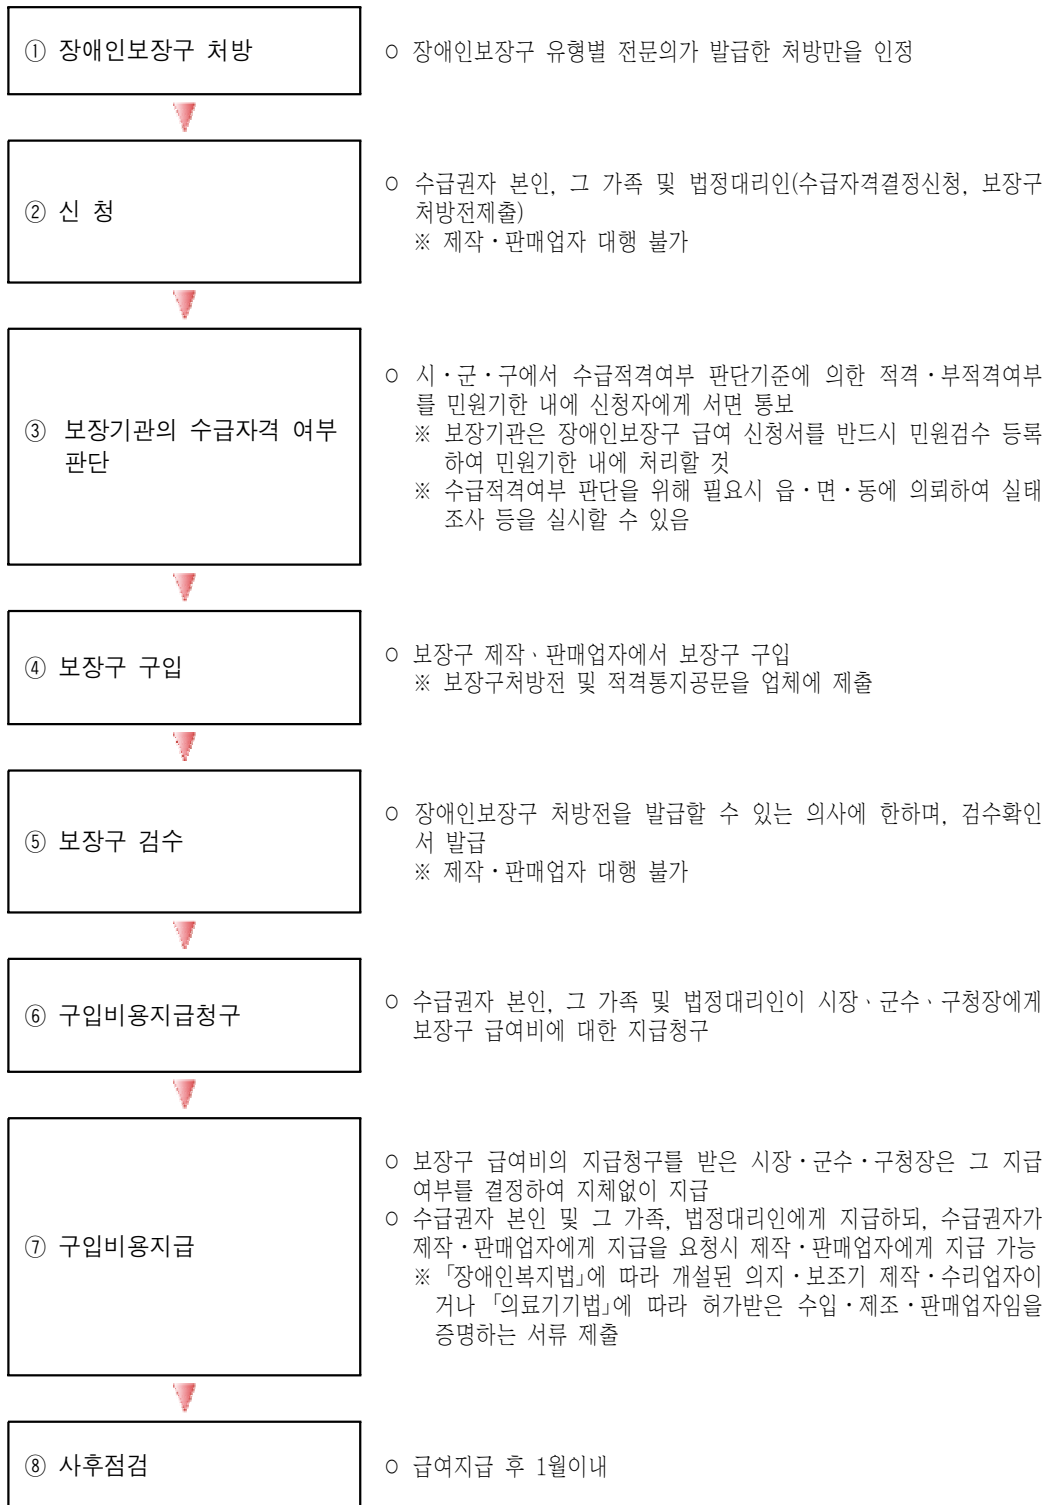 ① 장애인보장구 처방
○ 장애인보장구 유형별 전문의가 발급한 처방만을 인정
② 신 청
○ 수급권자 본인, 그 가족 및 법정대리인(수급자격결정신청, 보장구
처방전제출)
※ 제작·판매업자 대행 불가
③ 보장기관의 수급자격 여부
판단
○ 시·군·구에서 수급적격여부 판단기준에 의한 적격·부적격여부
를 민원기한 내에 신청자에게 서면 통보
※ 보장기관은 장애인보장구 급여 신청서를 반드시 민원검수 등록
하여 민원기한 내에 처리할 것
※ 수급적격여부 판단을 위해 필요시 읍·면·동에 의뢰하여 실태
조사 등을 실시할 수 있음
④ 보장구 구입
○ 보장구 제작、판매업자에서 보장구 구입
※ 보장구처방전 및 적격통지공문을 업체에 제출
⑤ 보장구 검수
○ 장애인보장구 처방전을 발급할 수 있는 의사에 한하며, 검수확인
서 발급
※ 제작·판매업자 대행 불가
⑥ 구입비용지급청구
○ 수급권자 본인, 그 가족 및 법정대리인이 시장、군수、구청장에게
보장구 급여비에 대한 지급청구
⑦ 구입비용지급
○ 보장구 급여비의 지급청구를 받은 시장·군수·구청장은 그 지급
여부를 결정하여 지체없이 지급
○ 수급권자 본인 및 그 가족, 법정대리인에게 지급하되, 수급권자가
제작·판매업자에게 지급을 요청시 제작·판매업자에게 지급 가능
※「장애인복지법」에 따라 개설된 의지·보조기 제작·수리업자이
거나 「의료기기법」에 따라 허가받은 수입·제조·판매업자임을
증명하는 서류 제출
⑧ 사후점검
○ 급여지급 후 1월이내